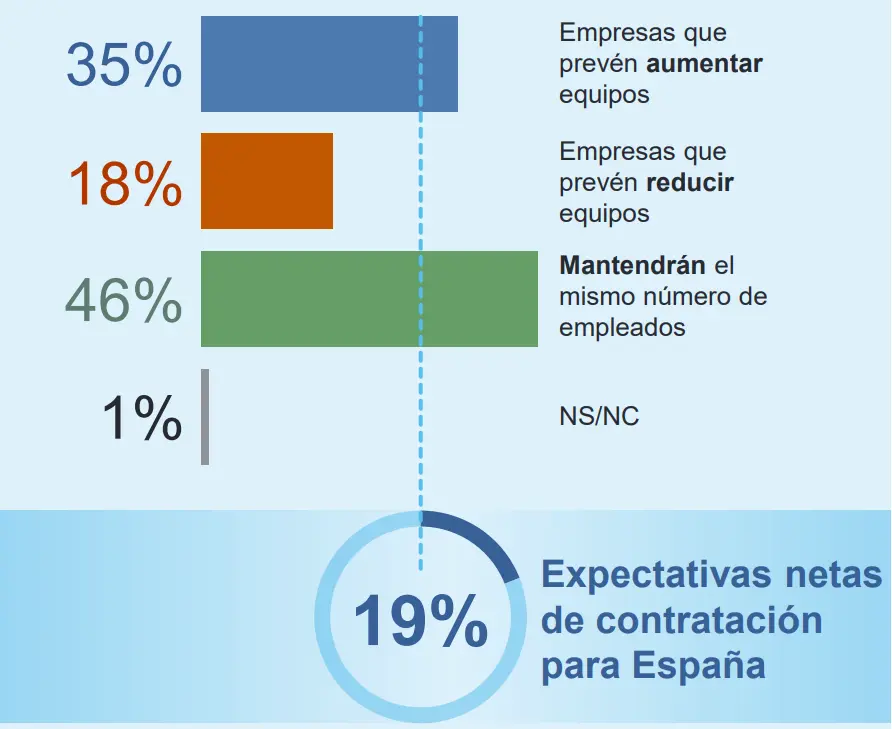 35%
Empresas que
prevén aumentar
equipos
18%
Empresas que
prevén reducir
equipos
46%
Mantendrán el
mismo número de
empleados
1%
NS/NC
19%
Expectativas netas
de contratación
para España